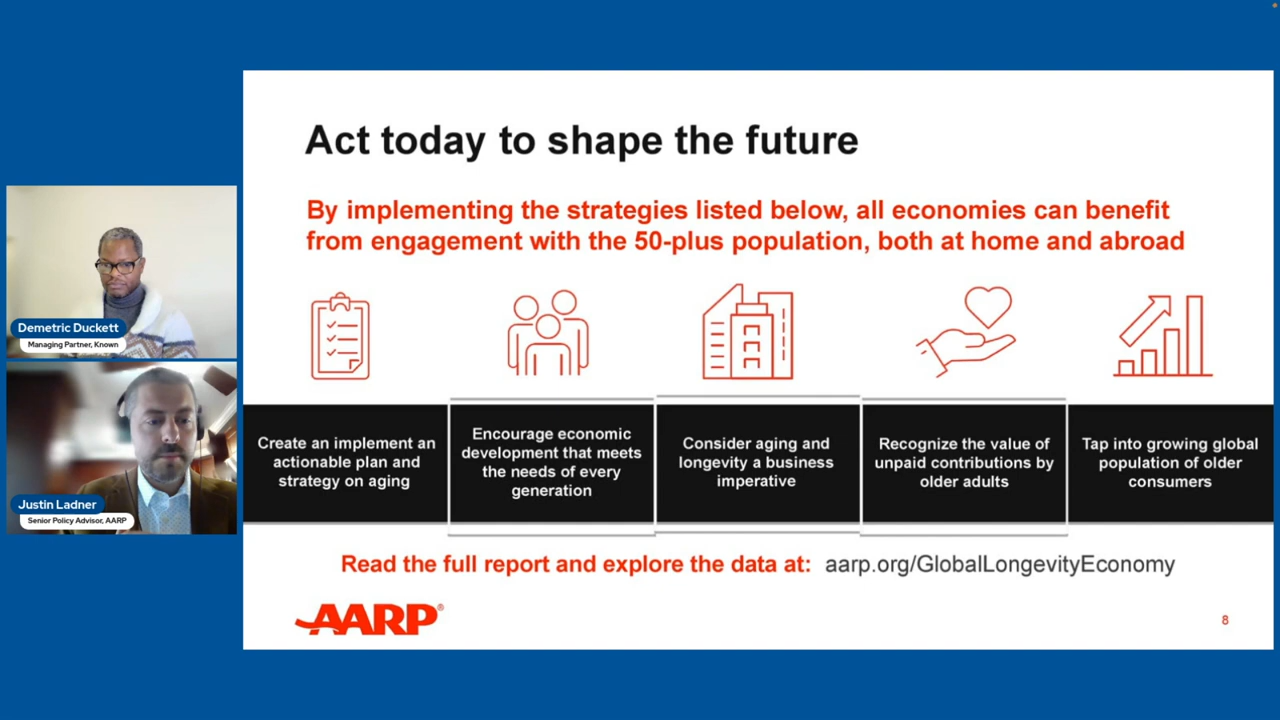 Act today to shape the future
By implementing the strategies listed below, all economies can benefit
from engagement with the 50-plus population, both at home and abroad
Create an implement an
actionable plan and
strategy on aging
Encourage economic
development that meets
the needs of every
generation
Consider aging and
longevity a business
imperative
Recognize the value of
unpaid contributions by
older adults
Tap into growing global
population of older
consumers
Read the full report and explore the data at: aarp.org/GlobalLongevityEconomy
AARP®
8
Demetric Duckett
Managing Partner, Known
Justin Ladner
Senior Policy Advisor, AARP